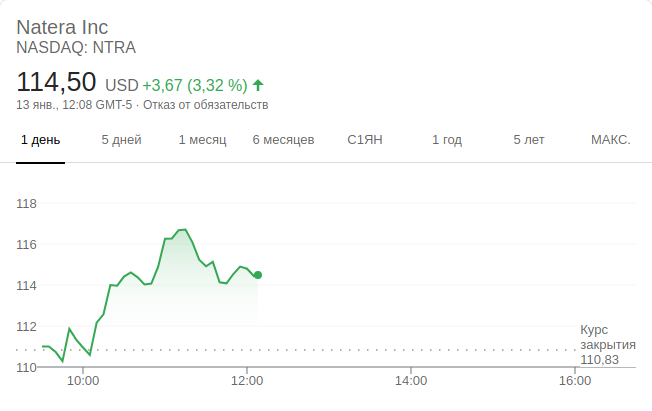 Natera Inc
NASDAQ: NTRA
114,50 USD +3,67 (3,32 %)
13 янв., 12:08 GMT-5 · Отказ от обязательств
1 день 5 дней 1 месяц 6 месяцев С1ЯН 1 год 5 лет МАКС.
118
116
114
112
Курс
закрытия
110,83
110
10:00 12:00 14:00 16:00